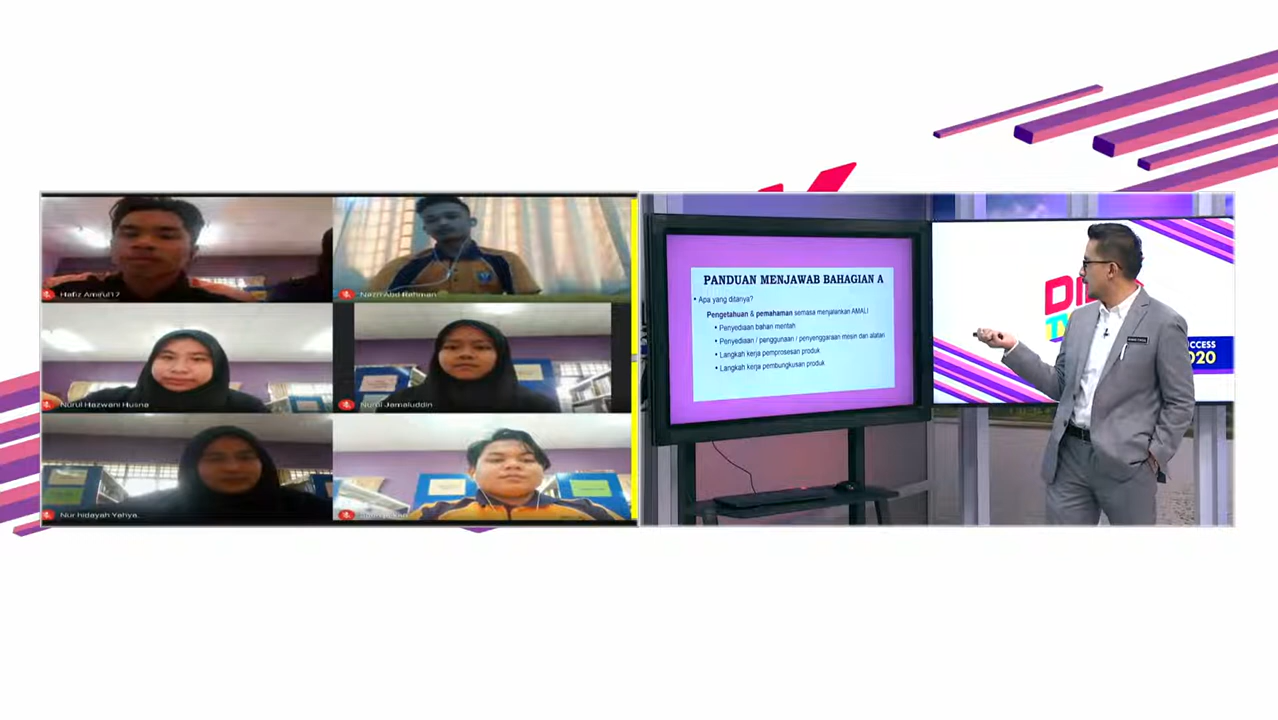 Hafiz Amirul17
Nazri Abd Rahman
Nurul Hazwani Husna
Nurul Jamaluddin
Nur hidayah Yahya
PANDUAN MENJAWAB BAHAGIAN A
• Apa yang ditanya?
Pengetahuan & pemahaman semasa menjalankan AMALI
• Penyediaan bahan mentah
• Penyediaan / penggunaan / penyenggaraan mesin dan alatan
• Langkah kerja pemprosesan produk
• Langkah kerja pembungkusan produk
2020